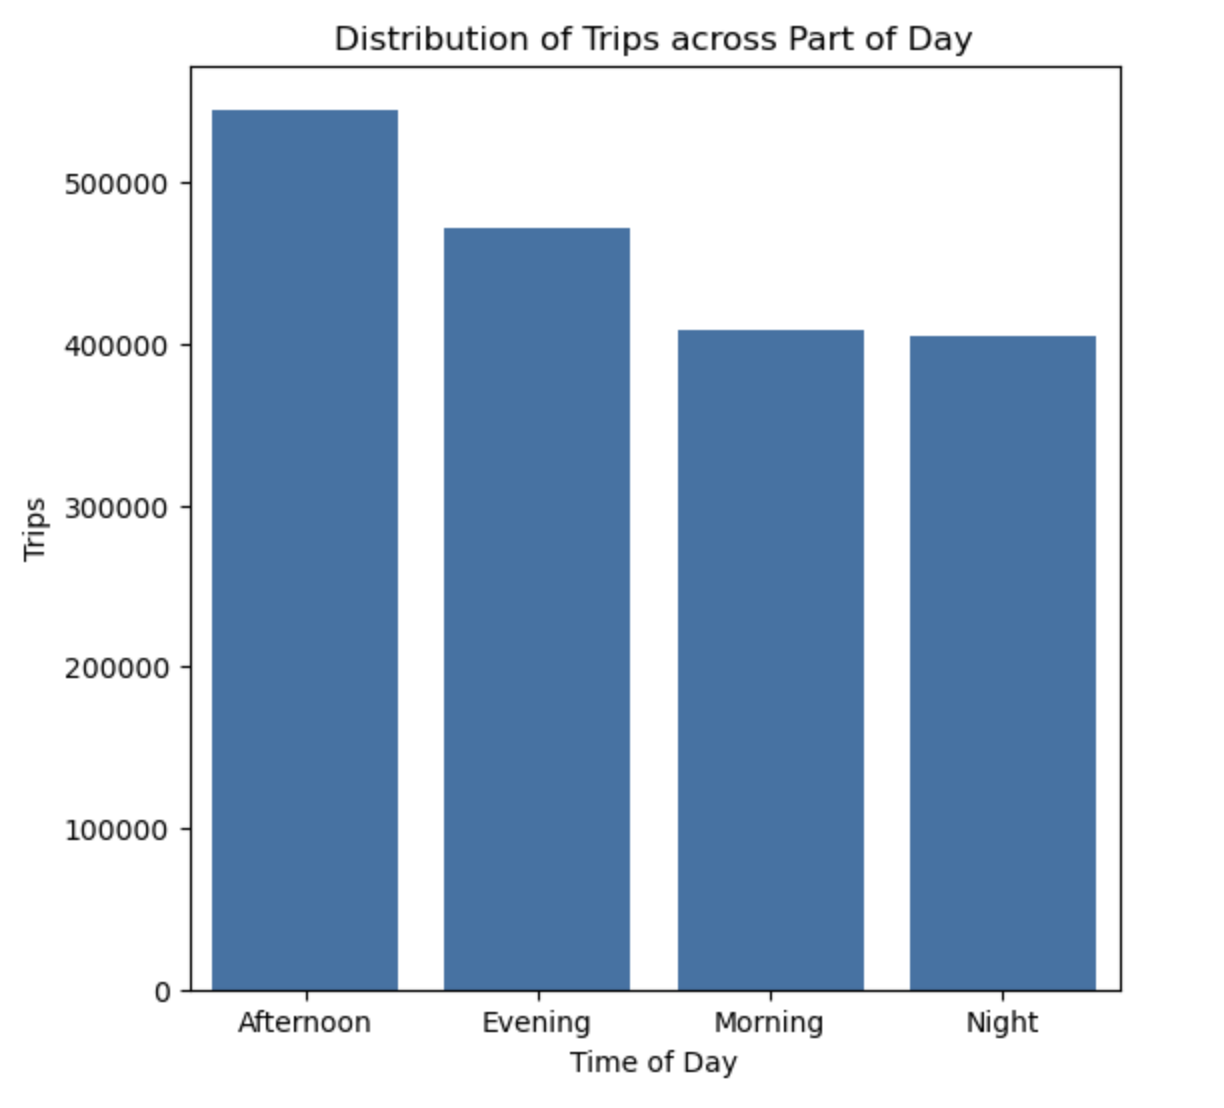 Distribution of Trips across Part of Day
500000
400000
300000
200000
100000
0
Trips
Afternoon Evening Morning Night
Time of Day